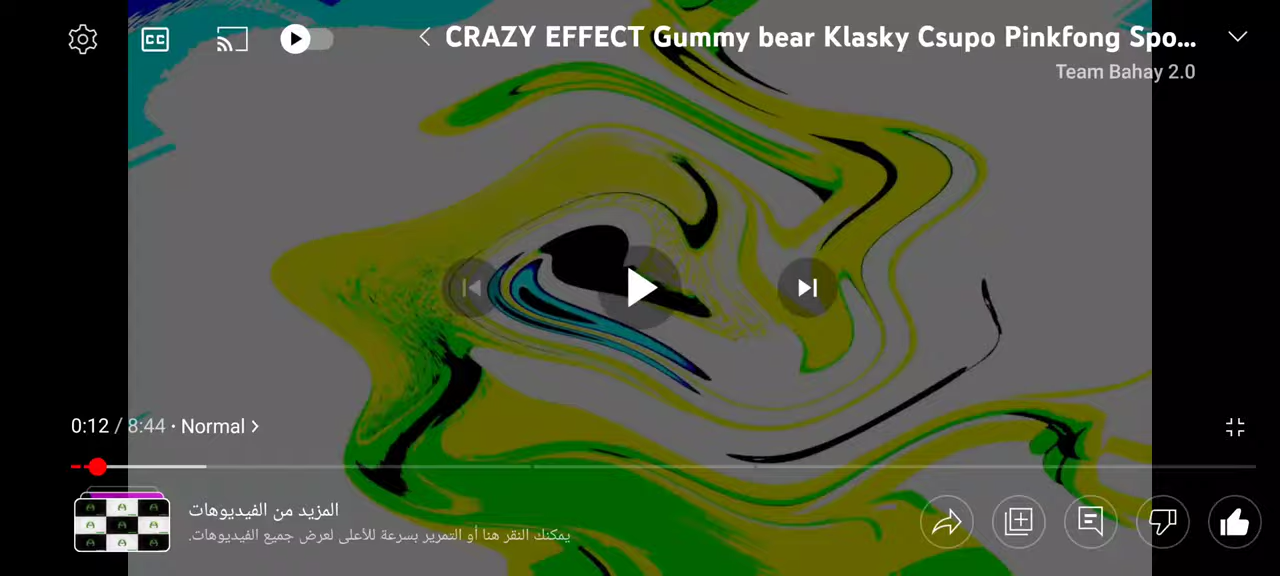 CC
CRAZY EFFECT Gummy bear Klasky Csupo Pinkfong Spo...
Team Bahay 2.0
0:12 / 8:44 · Normal
المزيد من الفيديوهات
يمكنك النقر هنا أو التمرير بسرعة للأعلى لعرض جميع الفيديوهات.